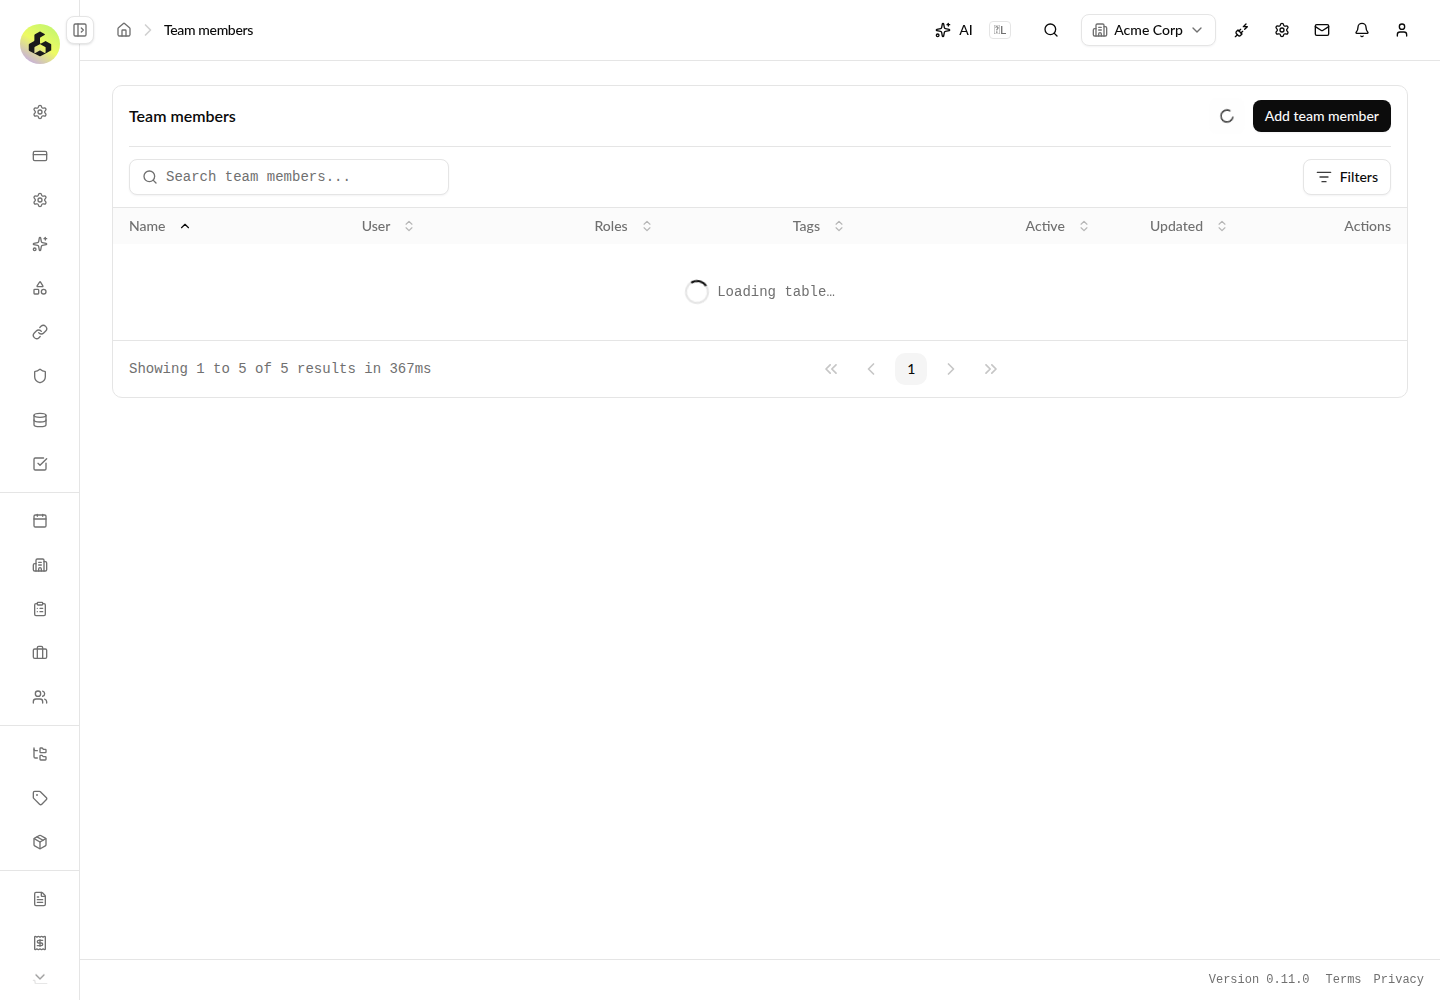 Team members
AI
L
Acme Corp
Team members
Add team member
Search team members...
Filters
Name
User
Roles
Tags
Active
Updated
Actions
Loading table…
Showing 1 to 5 of 5 results in 367ms
1
Version 0.11.0
Terms
Privacy